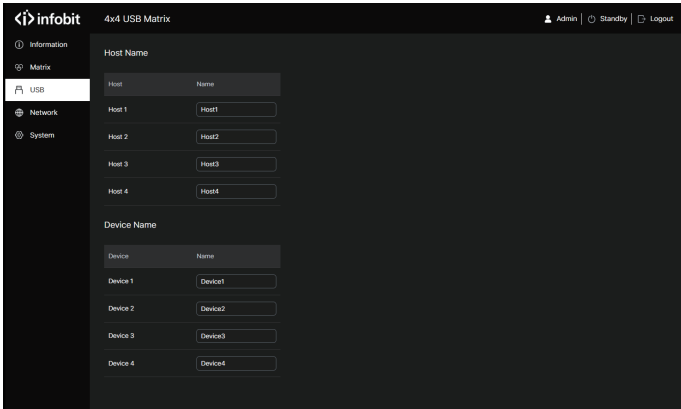 infobit 4x4 USB Matrix Admin Standby Logout
Information
Matrix
USB
Network
System
Host Name
Host Name
Host 1 Host1
Host 2 Host2
Host 3 Host3
Host 4 Host4
Device Name
Device Name
Device 1 Device1
Device 2 Device2
Device 3 Device3
Device 4 Device4